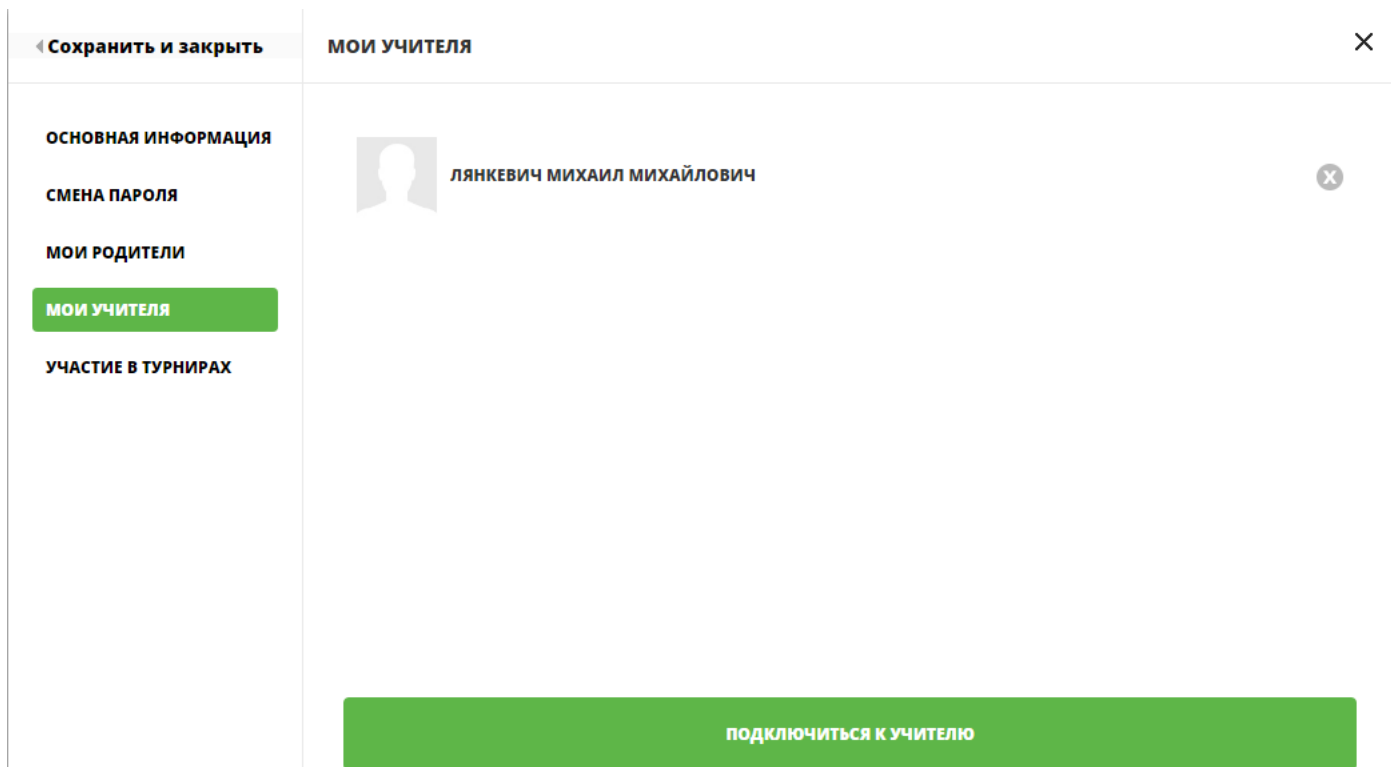 Сохранить и закрыть
МОИ УЧИТЕЛЯ
ОСНОВНАЯ ИНФОРМАЦИЯ
СМЕНА ПАРОЛЯ
МОИ РОДИТЕЛИ
МОИ УЧИТЕЛЯ
УЧАСТИЕ В ТУРНИРАХ
ЛЯНКЕВИЧ МИХАИЛ МИХАЙЛОВИЧ
ПОДКЛЮЧИТЬСЯ К УЧИТЕЛЮ